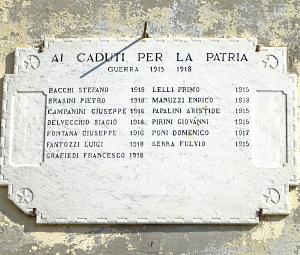 AI CADUTI PER LA PATRIA
GUERRA 1915 1918
BACCHI STEFANO 1918 LELLI PRIMO 1915
BRASINI PIETRO 1918 MANUZZI ENRICO 1918
CAMPANINI GIUSEPPE 1916 PAPALINI ARISTIDE 1915
DELVECCHIO BIAGIO 1918 PIRINI GIOVANNI 1915
FONTANA GIUSEPPE 1916 PONI DOMENICO 1917
FANTOZZI LUIGI 1918 SERRA FULVIO 1915
GRAFIEDI FRANCESCO 1918